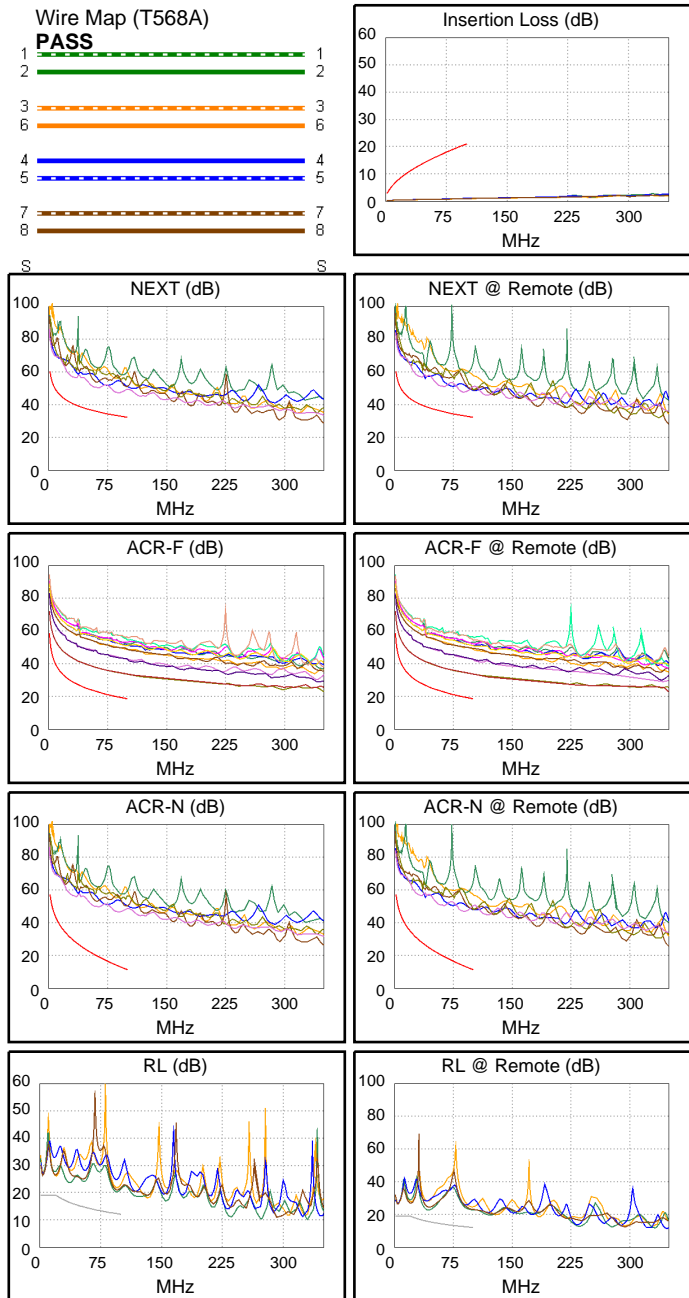 Wire Map (T568A)
PASS
1 1
2 2
3 3
6 6
4 4
5 5
7 7
8 8
S S
Insertion Loss (dB)
60
50
40
30
20
10
0
0 75 150 225 300
MHz
NEXT (dB)
100
80
60
40
20
0
0 75 150 225 300
MHz
NEXT @ Remote (dB)
100
80
60
40
20
0
0 75 150 225 300
MHz
ACR-F (dB)
100
80
60
40
20
0
0 75 150 225 300
MHz
ACR-F @ Remote (dB)
100
80
60
40
20
0
0 75 150 225 300
MHz
ACR-N (dB)
100
80
60
40
20
0
0 75 150 225 300
MHz
ACR-N @ Remote (dB)
100
80
60
40
20
0
0 75 150 225 300
MHz
RL (dB)
60
50
40
30
20
10
0
0 75 150 225 300
MHz
RL @ Remote (dB)
100
80
60
40
20
0
0 75 150 225 300
MHz